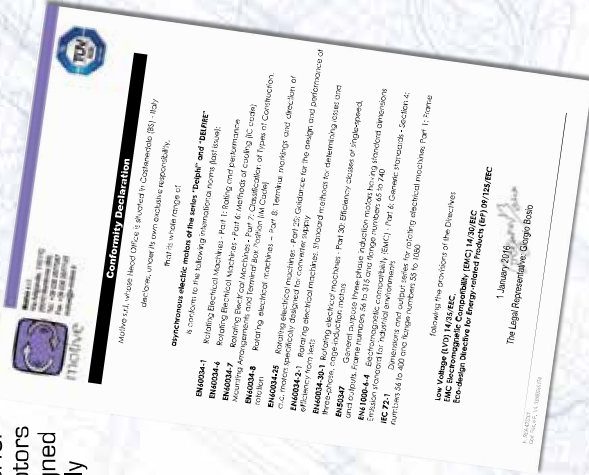 motive
Conformity Declaration
Motive s.r.l. whose Head Office is situated in Castenedolo (BS) - Italy
declares, under its own exclusive responsibility,
that its whole range of
asynchronous electric motors of the series "Delphi" and "DELFIRE"
is conform to the following international norms (last issue):
EN60034-1 Rotating Electrical Machines - Part 1: Rating and performance
EN60034-6 Rotating Electrical Machines - Part 6: Methods of cooling (IC code)
EN60034-7 Rotating Electrical Machines - Part 7: Classification of Types of Construction,
Mounting Arrangements and Terminal Box Position (IM Code)
EN60034-8 Rotating electrical machines – Part 8: Terminal markings and direction of
rotation
EN60034-25 Rotating electrical machines - Part 25: Guidance for the design and performance of
a.c. motors specifically designed for converter supply
EN60034-2-1 Rotating electrical machines. Standard methods for determining losses and
efficiency from tests
EN60034-30-1 Rotating electrical machines - Part 30: Efficiency classes of single-speed,
three-phase, cage-induction motors
EN50347 General purpose three phase induction motors having standard dimensions
and outputs. Frame numbers 56 to 315 and flange numbers 65 to 740
EN61000-6-4 Electromagnetic compatibility (EMC) - Part 6: Generic standards - Section 4:
Emission standard for industrial environments
IEC 72-1 Dimensions and output series for rotating electrical machines. Part 1: Frame
numbers 56 to 400 and flange numbers 55 to 1080
following the provisions of the Directives
Low Voltage (LVD) 14/35/EEC,
EMC Electromagnetic Compatibility (EMC) 14/30/EEC
Eco-design Directive for Energy-related Products (ErP) 09/125/EEC
1 January 2016
The Legal Representative: Giorgio Bosio
TÜV
otors
gned
ly